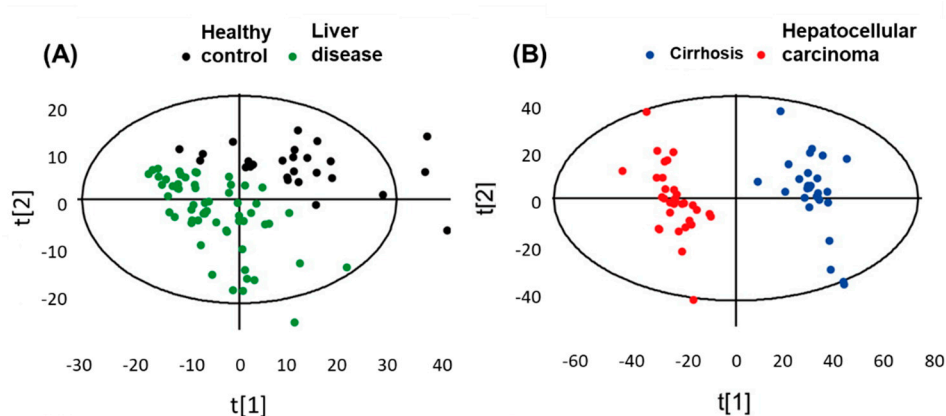 (A)
Healthy
control
Liver
disease
20
10
0
-10
-20
t[2]
-30 -20 -10 0 10 20 30 40
t[1]
(B)
Cirrhosis
Hepatocellular
carcinoma
40
20
0
-20
-40
t[2]
-60 -40 -20 0 20 40 60 80
t[1]